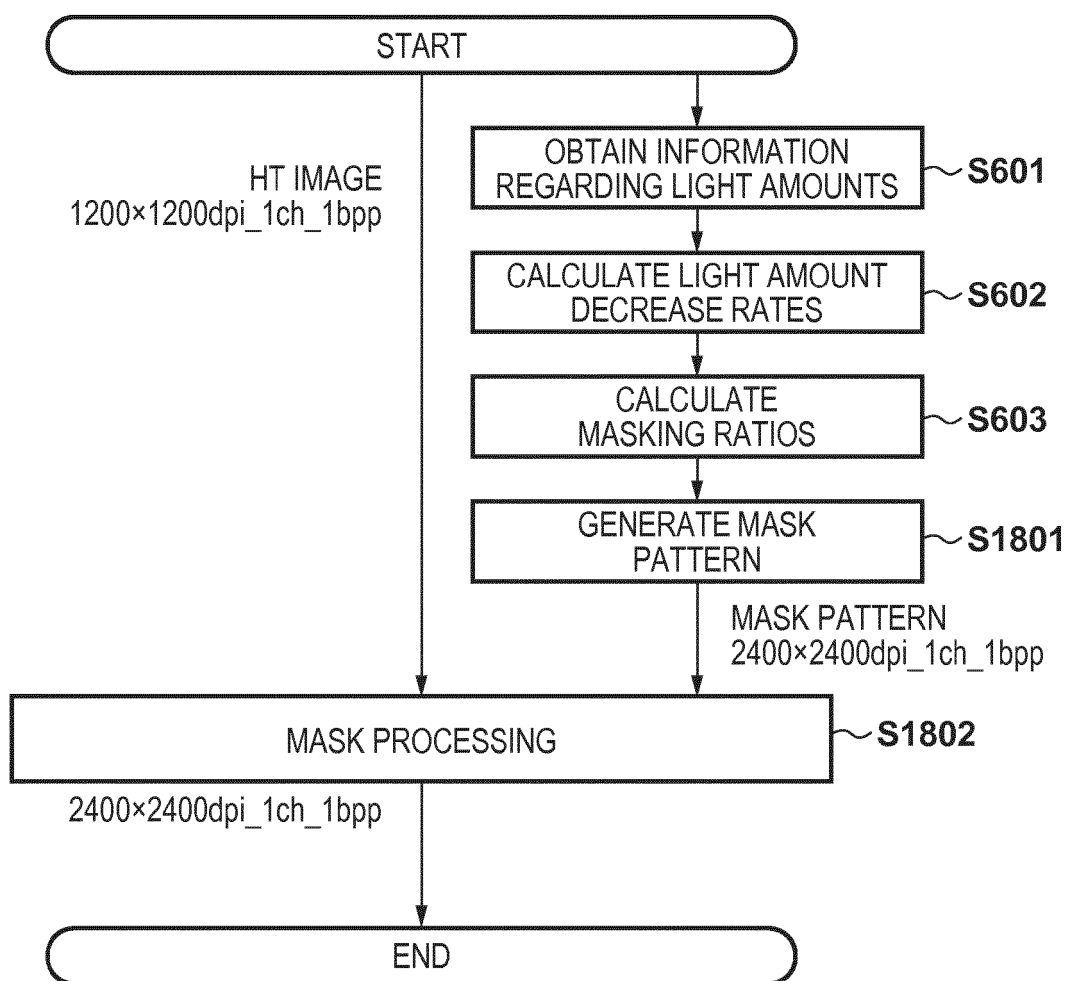 START
HT IMAGE
1200×1200dpi_1ch_1bpp
OBTAIN INFORMATION
REGARDING LIGHT AMOUNTS
S601
CALCULATE LIGHT AMOUNT
DECREASE RATES
S602
CALCULATE
MASKING RATIOS
S603
GENERATE MASK
PATTERN
S1801
MASK PATTERN
2400×2400dpi_1ch_1bpp
MASK PROCESSING
S1802
2400×2400dpi_1ch_1bpp
END